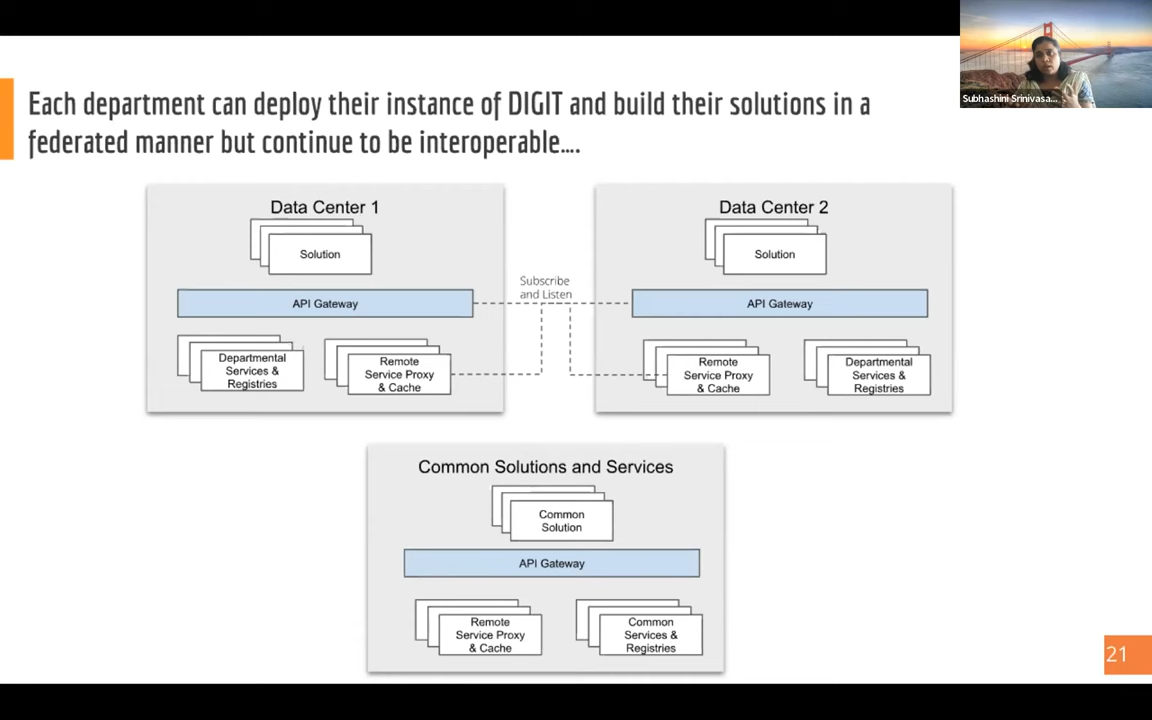 Subhashini Srinivasa...
Each department can deploy their instance of DIGIT and build their solutions in a
federated manner but continue to be interoperable....
Data Center 1
Solution
API Gateway
Departmental
Services &
Registries
Remote
Service Proxy
& Cache
Subscribe
and Listen
Data Center 2
Solution
API Gateway
Remote
Service Proxy
& Cache
Departmental
Services &
Registries
Common Solutions and Services
Common
Solution
API Gateway
Remote
Service Proxy
& Cache
Common
Services &
Registries
21